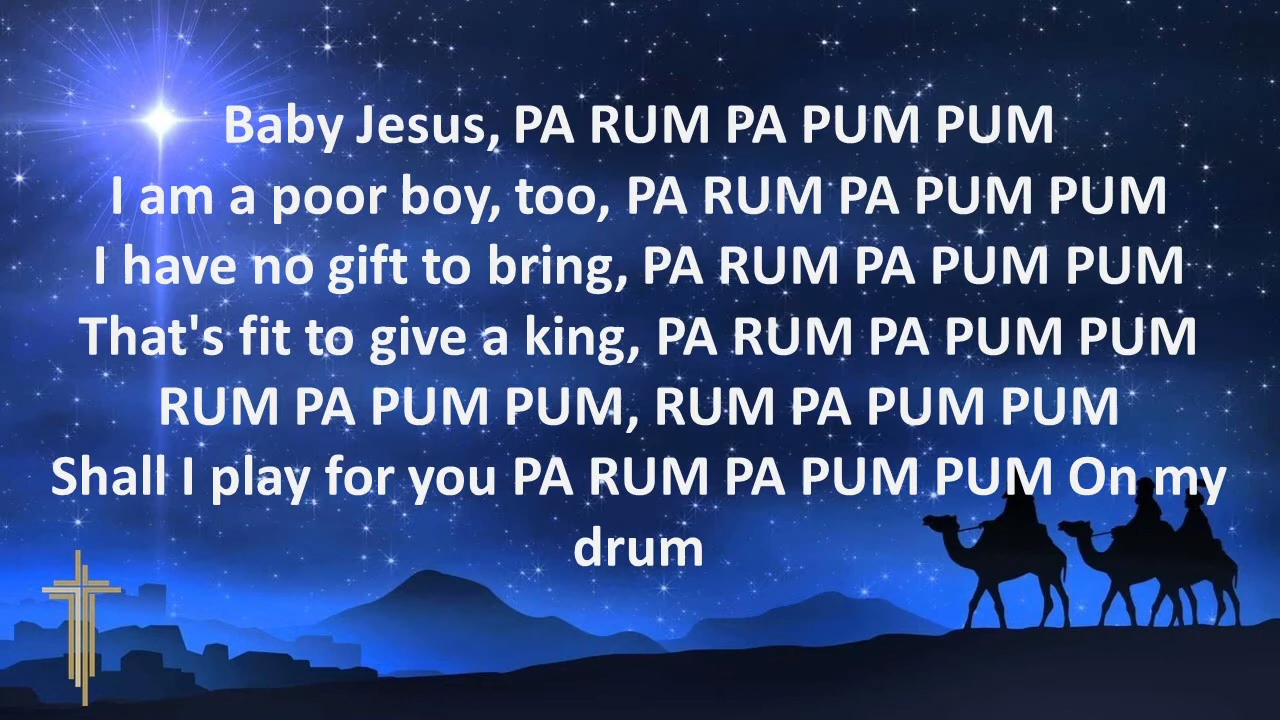 Baby Jesus, PA RUM PA PUM PUM
I am a poor boy, too, PA RUM PA PUM PUM
I have no gift to bring, PA RUM PA PUM PUM
That's fit to give a king, PA RUM PA PUM PUM
RUM PA PUM PUM, RUM PA PUM PUM
Shall I play for you PA RUM PA PUM PUM On my
drum